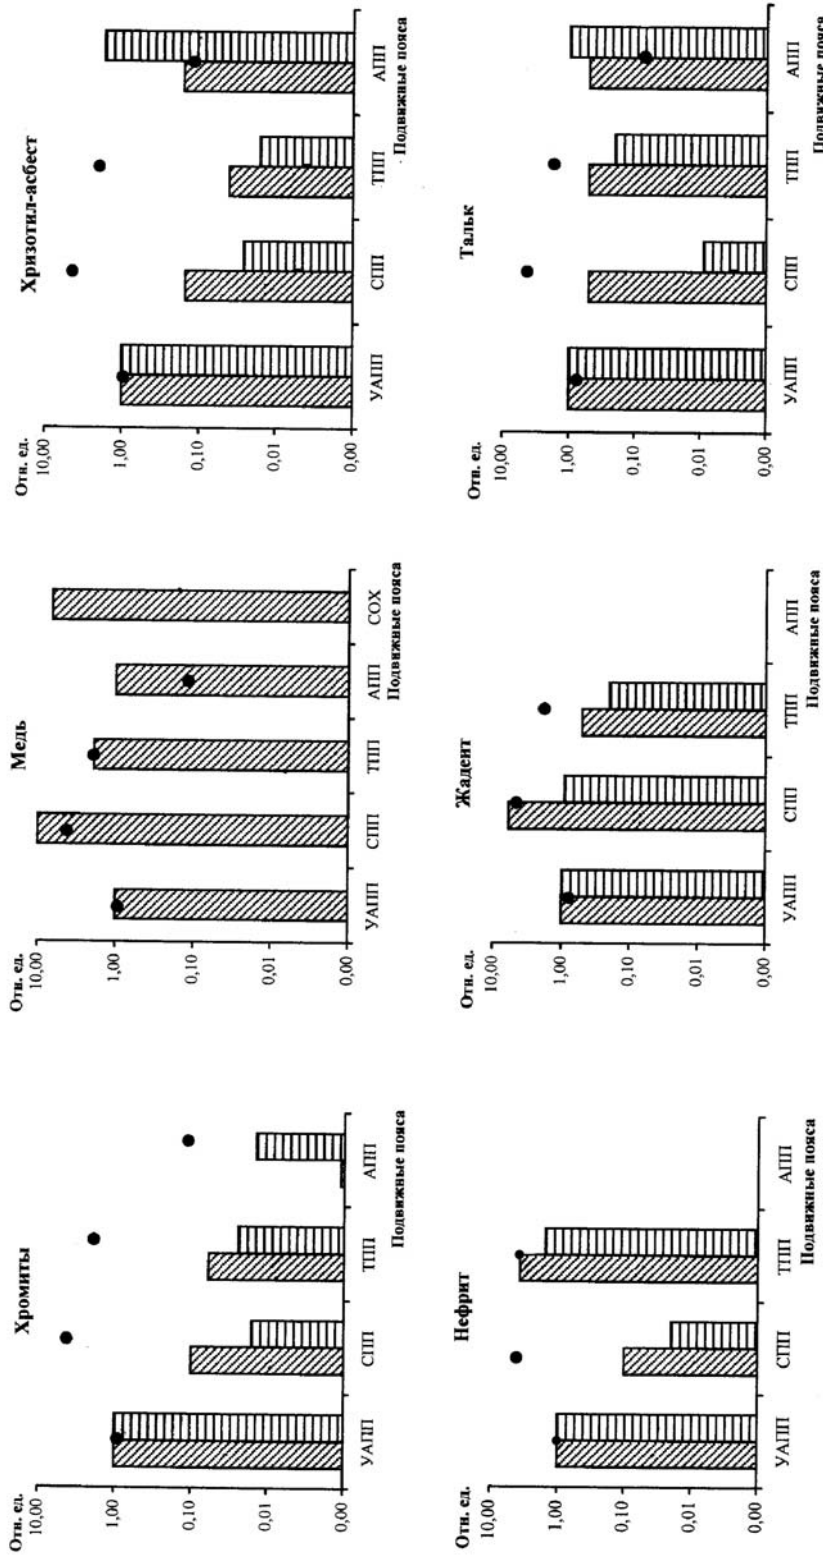 Хромиты
Отн. ед.
10,00
1,00
0,10
0,01
0,00
УАПП СПП ТПП АПП
Подвижные пояса
Медь
Отн. ед.
10,00
1,00
0,10
0,01
0,00
УАПП СПП ТПП АПП СОХ
Подвижные пояса
Хризотил-асбест
Отн. ед.
10,00
1,00
0,10
0,01
0,00
УАПП СПП ТПП АПП
Подвижные пояса
Нефрит
Отн. ед.
10,00
1,00
0,10
0,01
0,00
УАПП СПП ТПП АПП
Подвижные пояса
Жадеит
Отн. ед.
10,00
1,00
0,10
0,01
0,00
УАПП СПП ТПП АПП
Подвижные пояса
Тальк
Отн. ед.
10,00
1,00
0,10
0,01
0,00
УАПП СПП ТПП АПП
Подвижные пояса